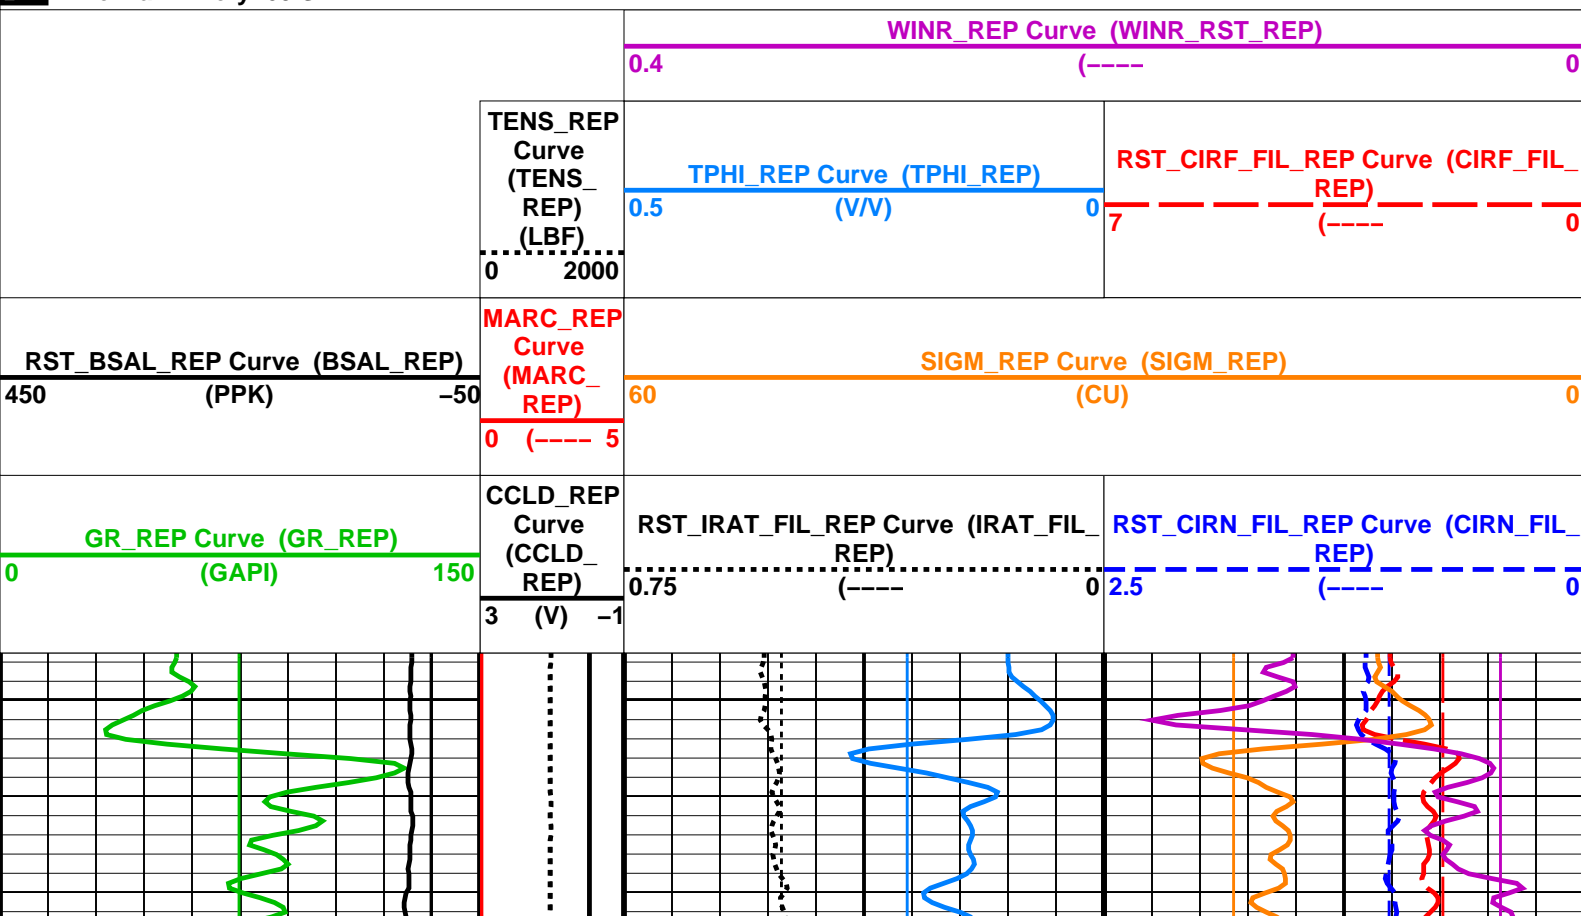 WINR_REP Curve (WINR_RST_REP)
0.4 (---- 0
TENS_REP
Curve
(TENS_
REP)
(LBF)
0 2000
TPHI_REP Curve (TPHI_REP)
0.5 (V/V) 0
RST_CIRF_FIL_REP Curve (CIRF_FIL_
REP)
7 (---- 0
RST_BSAL_REP Curve (BSAL_REP)
450 (PPK) -50
MARC_REP
Curve
(MARC_
REP)
0 (---- 5
SIGM_REP Curve (SIGM_REP)
60 (CU) 0
GR_REP Curve (GR_REP)
0 (GAPI) 150
CCLD_REP
Curve
(CCLD_
REP)
3 (V) -1
RST_IRAT_FIL_REP Curve (IRAT_FIL_
REP)
0.75 (---- 0
RST_CIRN_FIL_REP Curve (CIRN_FIL_
REP)
2.5 (---- 0